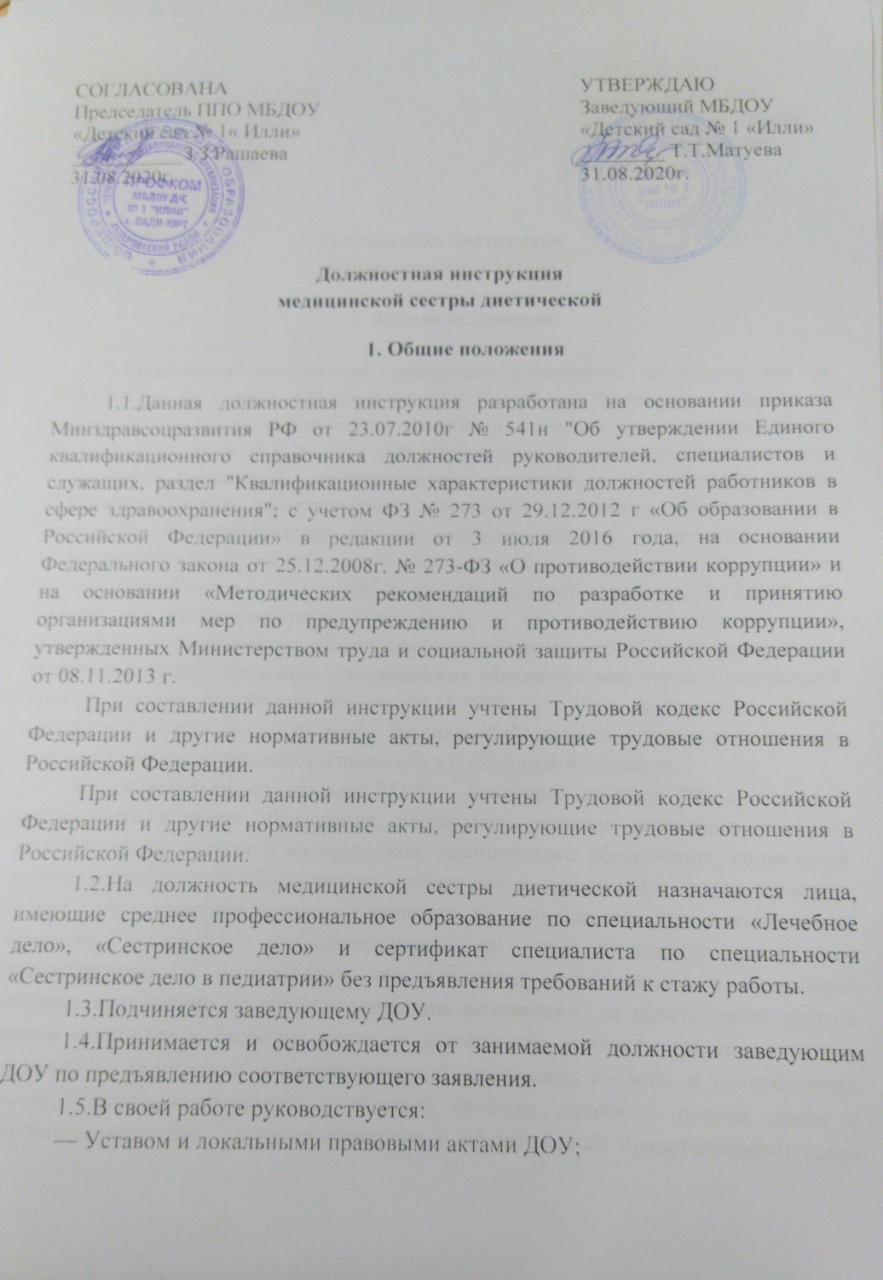 СОГЛАСОВАНА
Председатель ППО МБДОУ
«Детский сад № 1« Илли»
З.З.Рашаева
31.08.2020г.
ПРОФКОМ
МБДОУ Д/С
№ 1 "ИЛЛИ"
УТВЕРЖДАЮ
Заведующий МБДОУ
«Детский сад № 1 «Илли»
Т.Т.Матуева
31.08.2020г.
САД № 1
"ИЛЛИ"
Должностная инструкция
медицинской сестры диетической
1. Общие положения
1.1.Данная должностная инструкция разработана на основании приказа
Минздравсоцразвития РФ от 23.07.2010г № 541н "Об утверждении Единого
квалификационного справочника должностей руководителей, специалистов и
служащих, раздел "Квалификационные характеристики должностей работников в
сфере здравоохранения"; с учетом ФЗ № 273 от 29.12.2012 г «Об образовании в
Российской Федерации» в редакции от 3 июля 2016 года, на основании
Федерального закона от 25.12.2008г. № 273-ФЗ «О противодействии коррупции» и
на основании «Методических рекомендаций по разработке и принятию
организациями мер по предупреждению и противодействию коррупции»,
утвержденных Министерством труда и социальной защиты Российской Федерации
от 08.11.2013 г.
При составлении данной инструкции учтены Трудовой кодекс Российской
Федерации и другие нормативные акты, регулирующие трудовые отношения в
Российской Федерации.
При составлении данной инструкции учтены Трудовой кодекс Российской
Федерации и другие нормативные акты, регулирующие трудовые отношения в
Российской Федерации.
1.2.На должность медицинской сестры диетической назначаются лица,
имеющие среднее профессиональное образование по специальности «Лечебное
дело», «Сестринское дело» и сертификат специалиста по специальности
«Сестринское дело в педиатрии» без предъявления требований к стажу работы.
1.3.Подчиняется заведующему ДОУ.
1.4.Принимается и освобождается от занимаемой должности заведующим
ДОУ по предъявлению соответствующего заявления.
1.5.В своей работе руководствуется:
— Уставом и локальными правовыми актами ДОУ;